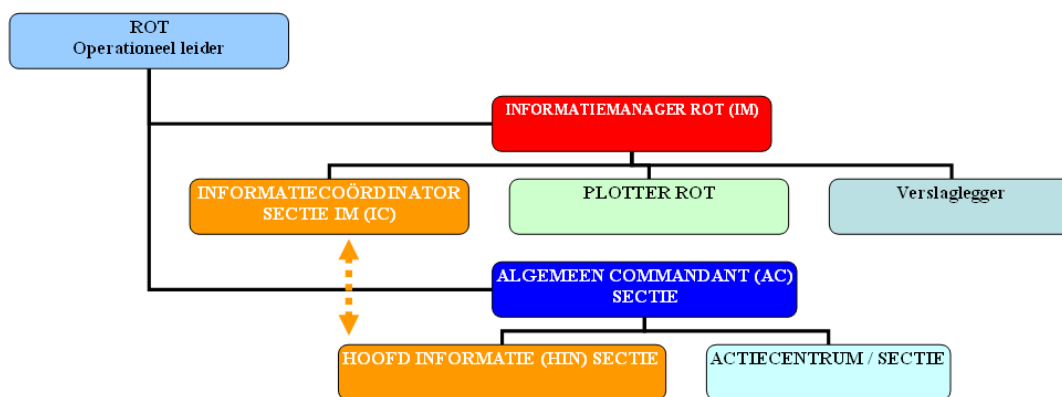 ROT
Operationeel leider
INFORMATIEMANAGER ROT (IM)
INFORMATIECOÖRDINATOR
SECTIE IM (IC)
PLOTTER ROT
Verslaglegger
ALGEMEEN COMMANDANT (AC)
SECTIE
HOOFD INFORMATIE (HIN) SECTIE
ACTIECENTRUM / SECTIE